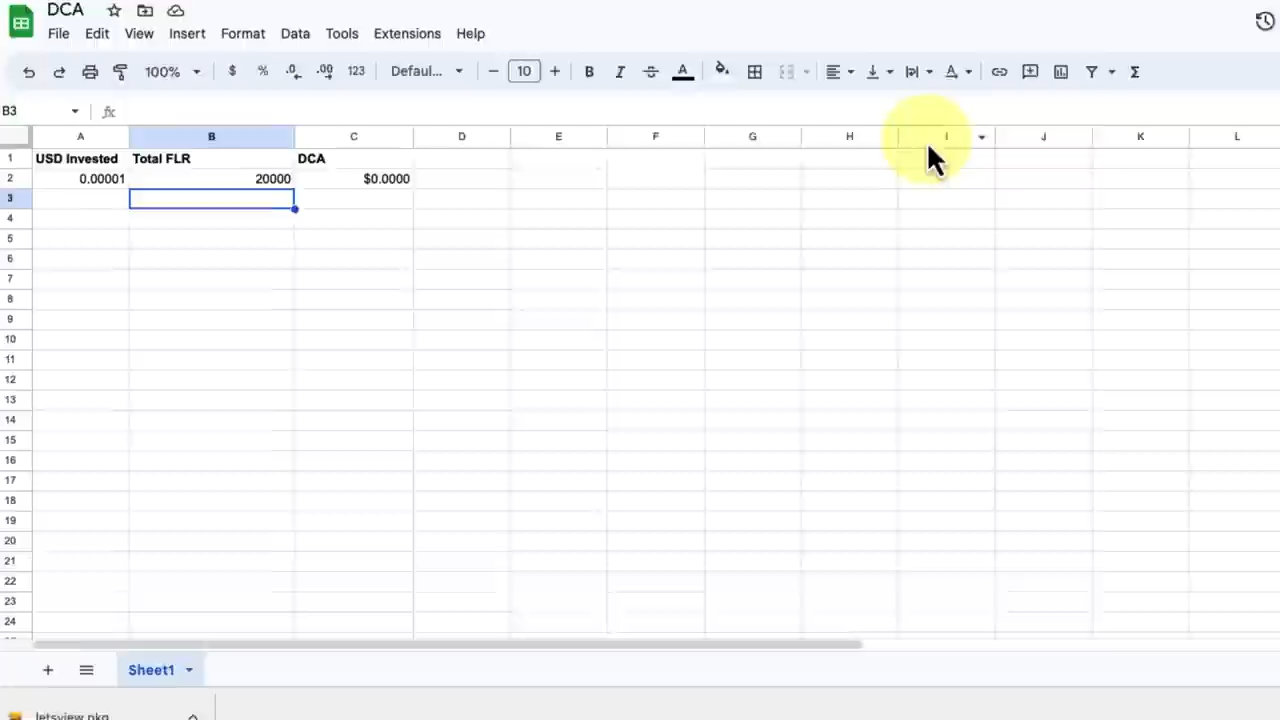 DCA
File Edit View Insert Format Data Tools Extensions Help
100% $ % .0 .00 123 Defaul... − 10 + B I A Σ
B3 fx
A B C D E F G H I J K L
1 USD Invested Total FLR DCA
2 0.00001 20000 $0.0000
3
4
5
6
7
8
9
10
11
12
13
14
15
16
17
18
19
20
21
22
23
24
+ Sheet1
letsview.pkg